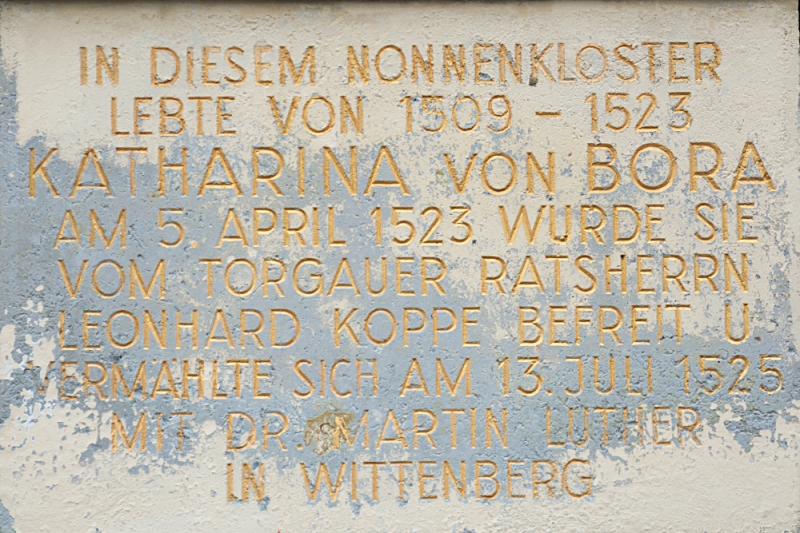 IN DIESEM NONNENKLOSTER
LEBTE VON 1509 – 1523
KATHARINA VON BORA
AM 5. APRIL 1523 WURDE SIE
VOM TORGAUER RATSHERRN
LEONHARD KOPPE BEFREIT U.
VERMÄHLTE SICH AM 13. JULI 1525
MIT DR. MARTIN LUTHER
IN WITTENBERG